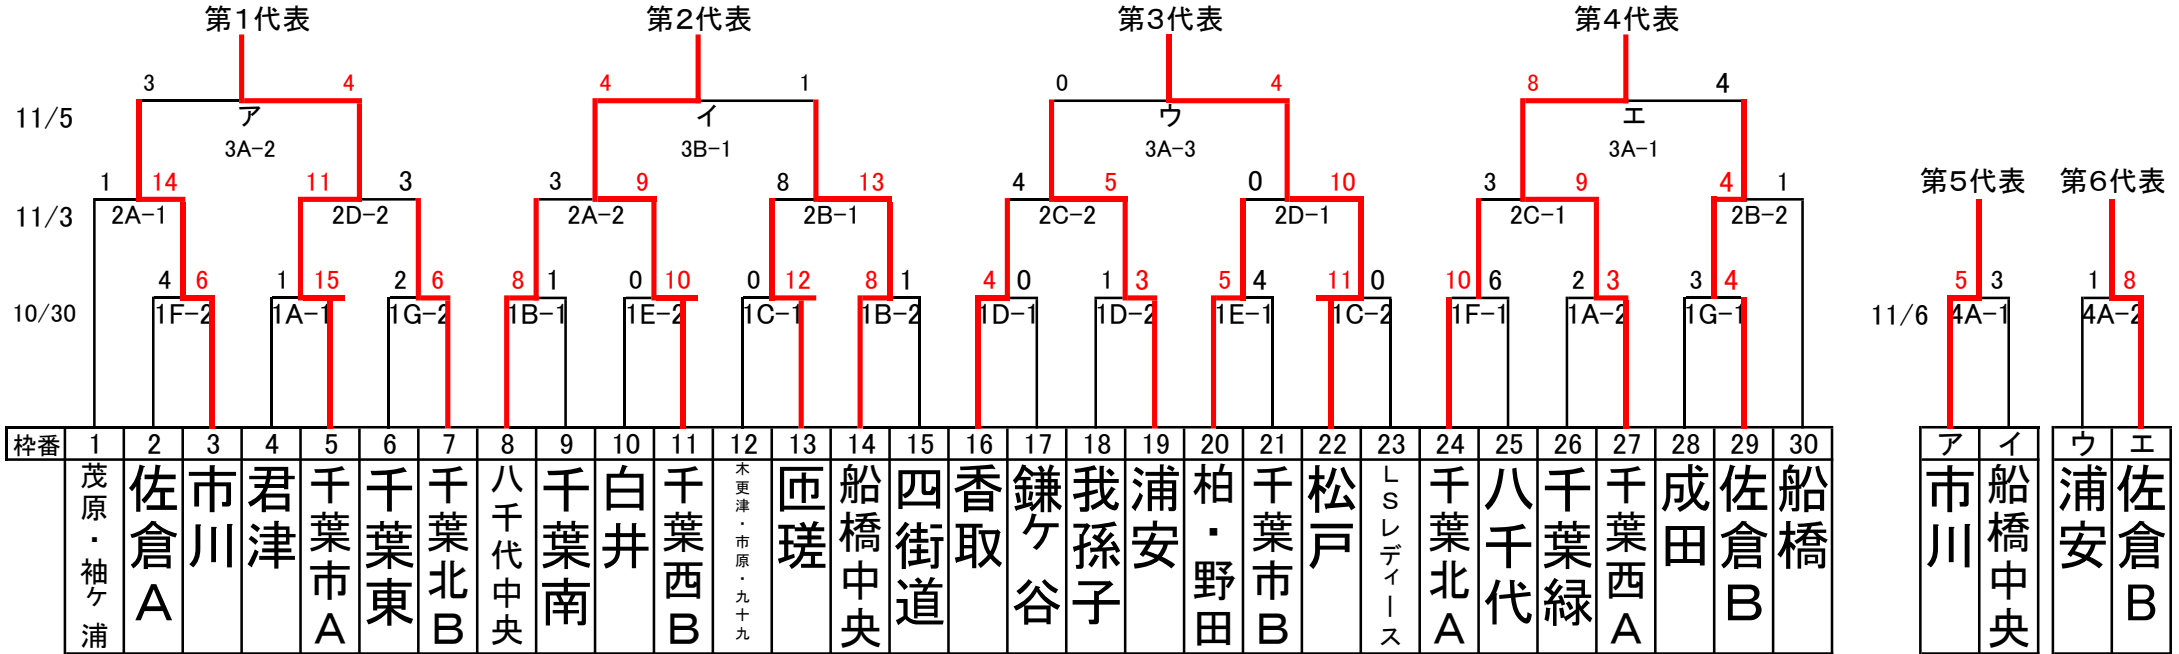 第1代表 第2代表 第3代表 第4代表
3 4 4 1 0 4 8 4
11/5 ア イ ウ エ
3A-2 3B-1 3A-3 3A-1
1 14 11 3 3 9 8 13 4 5 0 10 3 9 4 1 第5代表 第6代表
11/3 2A-1 2D-2 2A-2 2B-1 2C-2 2D-1 2C-1 2B-2
4 6 1 15 2 6 8 1 0 10 0 12 8 1 4 0 1 3 5 4 11 0 10 6 2 3 3 4 5 3 1 8
10/30 1F-2 1A-1 1G-2 1B-1 1E-2 1C-1 1B-2 1D-1 1D-2 1E-1 1C-2 1F-1 1A-2 1G-1 11/6 4A-1 4A-2
枠番 1 2 3 4 5 6 7 8 9 10 11 12 13 14 15 16 17 18 19 20 21 22 23 24 25 26 27 28 29 30 ア イ ウ エ
茂原・袖ケ浦
佐倉A
市川
君津
千葉市A
千葉東
千葉北B
八千代中央
千葉南
白井
千葉西B
木更津・市原・九十九
匝瑳
船橋中央
四街道
香取
鎌ケ谷
我孫子
浦安
柏・野田
千葉市B
松戸
LSレディース
千葉北A
八千代
千葉緑
千葉西A
成田
佐倉B
船橋
市川
船橋中央
浦安
佐倉B